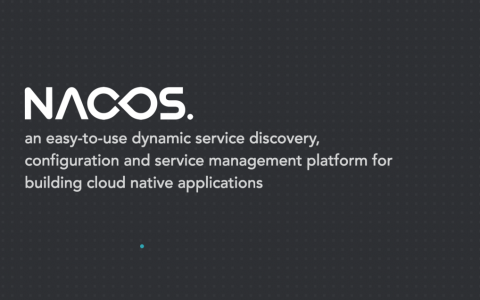 NACOS.
an easy-to-use dynamic service discovery,
configuration and service management platform for
building cloud native applications